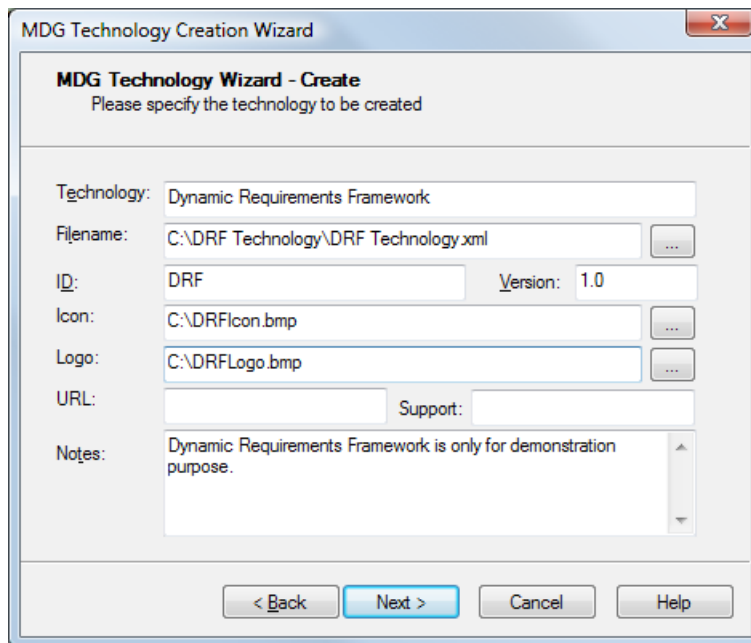 MDG Technology Creation Wizard
MDG Technology Wizard - Create
Please specify the technology to be created
Technology: Dynamic Requirements Framework
Filename: C:\DRF Technology\DRF Technology.xml ...
ID: DRF Version: 1.0
Icon: C:\DRFIcon.bmp ...
Logo: C:\DRFLogo.bmp ...
URL: Support:
Notes: Dynamic Requirements Framework is only for demonstration
purpose.
< Back Next > Cancel Help